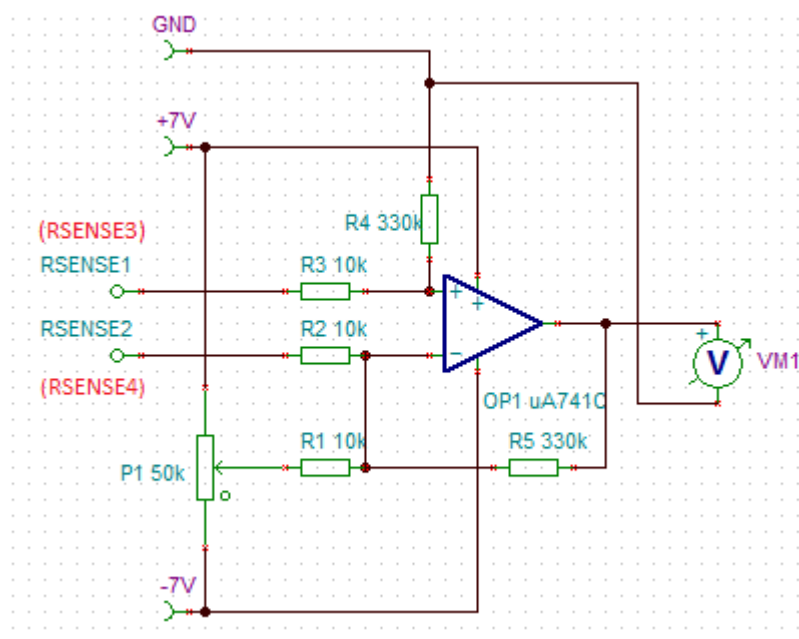 GND
+7V
R4 330k
(RSENSE3)
RSENSE1
R3 10k
+
+
RSENSE2
R2 10k
−
+
V
VM1
(RSENSE4)
OP1 uA741C
R1 10k
R5 330k
P1 50k
-7V